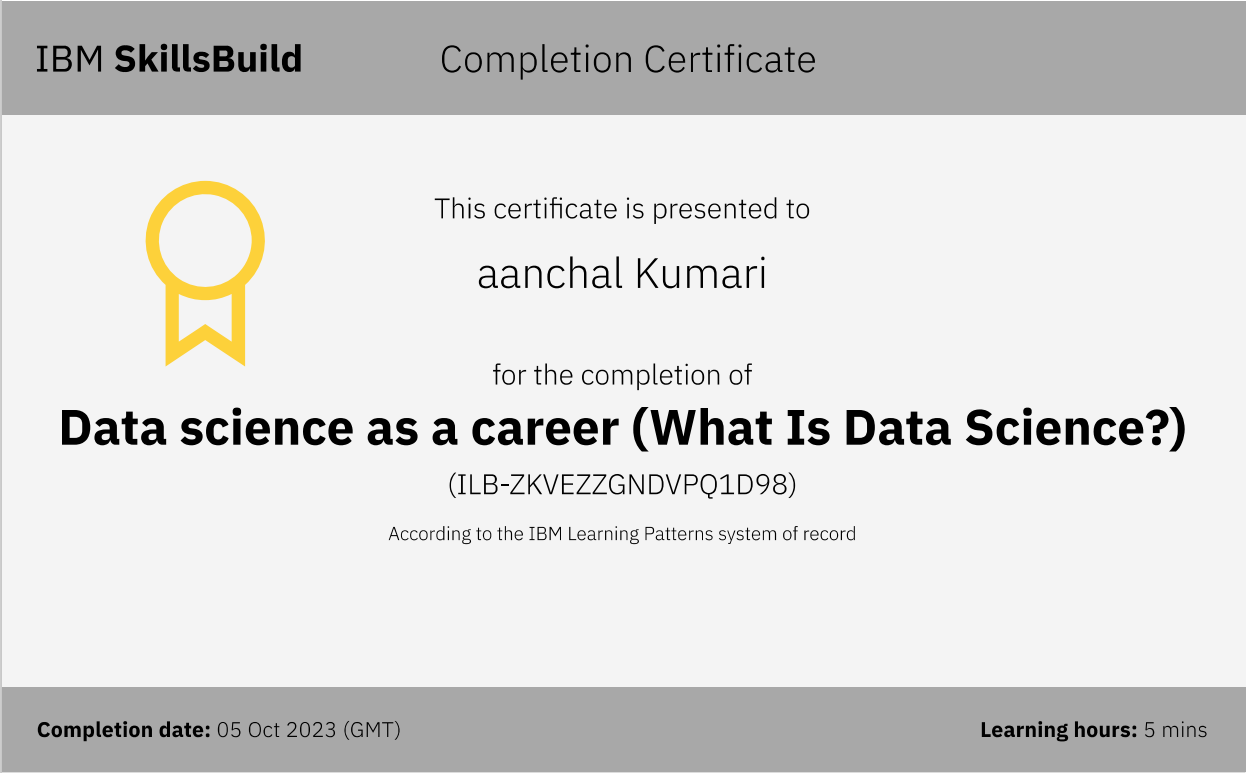 IBM SkillsBuild
Completion Certificate
This certificate is presented to
aanchal Kumari
for the completion of
Data science as a career (What Is Data Science?)
(ILB-ZKVEZZGNDVPQ1D98)
According to the IBM Learning Patterns system of record
Completion date: 05 Oct 2023 (GMT)
Learning hours: 5 mins